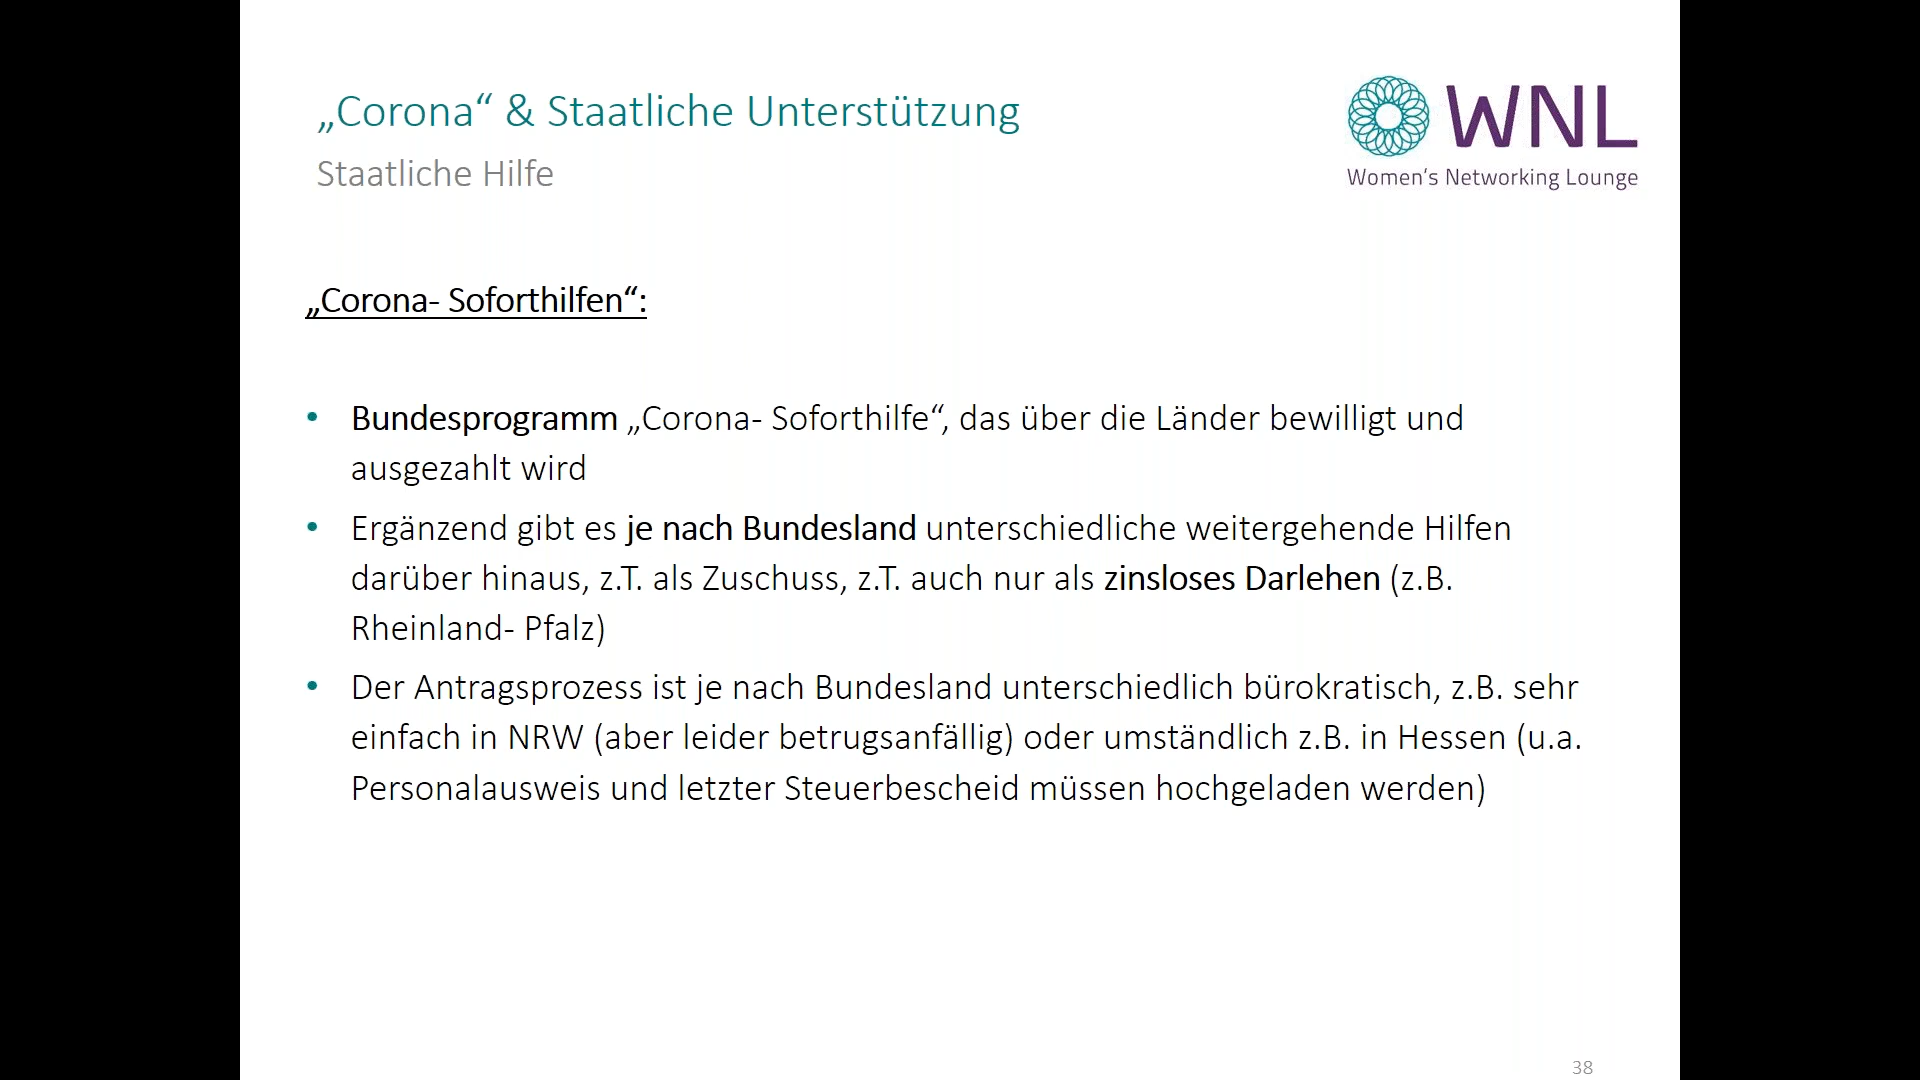 „Corona“ & Staatliche Unterstützung
Staatliche Hilfe
WNL
Women's Networking Lounge
„Corona- Soforthilfen“:
• Bundesprogramm „Corona- Soforthilfe“, das über die Länder bewilligt und
ausgezahlt wird
• Ergänzend gibt es je nach Bundesland unterschiedliche weitergehende Hilfen
darüber hinaus, z.T. als Zuschuss, z.T. auch nur als zinsloses Darlehen (z.B.
Rheinland- Pfalz)
• Der Antragsprozess ist je nach Bundesland unterschiedlich bürokratisch, z.B. sehr
einfach in NRW (aber leider betrugsanfällig) oder umständlich z.B. in Hessen (u.a.
Personalausweis und letzter Steuerbescheid müssen hochgeladen werden)
38